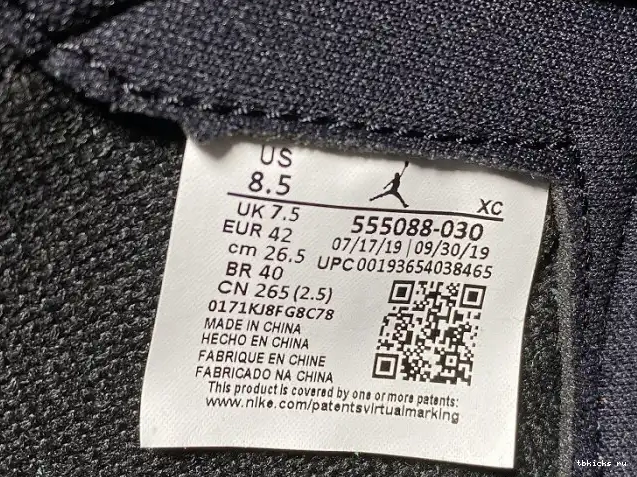 US
8.5
XC
UK 7.5
555088-030
EUR 42
07/17/19 | 09/30/19
cm 26.5
UPC00193654038465
BR 40
CN 265 (2.5)
0171KJ8FG8C78
MADE IN CHINA
HECHO EN CHINA
FABRIQUE EN CHINE
FABRICADO NA CHINA
This product is covered by one or more patents:
www.nike.com/patentsvirtualmarking
tbkicks.ru